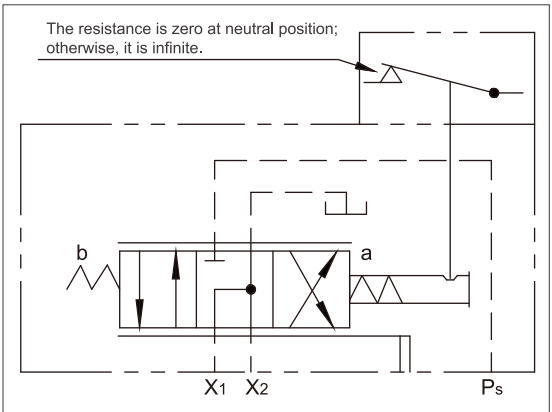 The resistance is zero at neutral position;
otherwise, it is infinite.
b
a
X1 X2 Ps